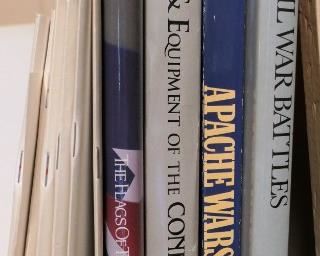 THE FLAGS OF T
& EQUIPMENT OF THE CON
APACHE WARS
IL WAR BATTLES